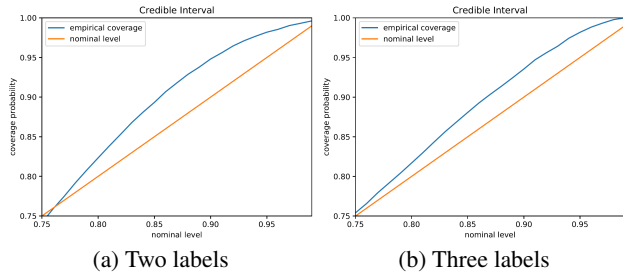 Credible Interval
empirical coverage
nominal level
1.00
0.95
0.90
0.85
0.80
0.75
coverage probability
0.75 0.80 0.85 0.90 0.95
nominal level
(a) Two labels
Credible Interval
empirical coverage
nominal level
1.00
0.95
0.90
0.85
0.80
0.75
coverage probability
0.75 0.80 0.85 0.90 0.95
nominal level
(b) Three labels